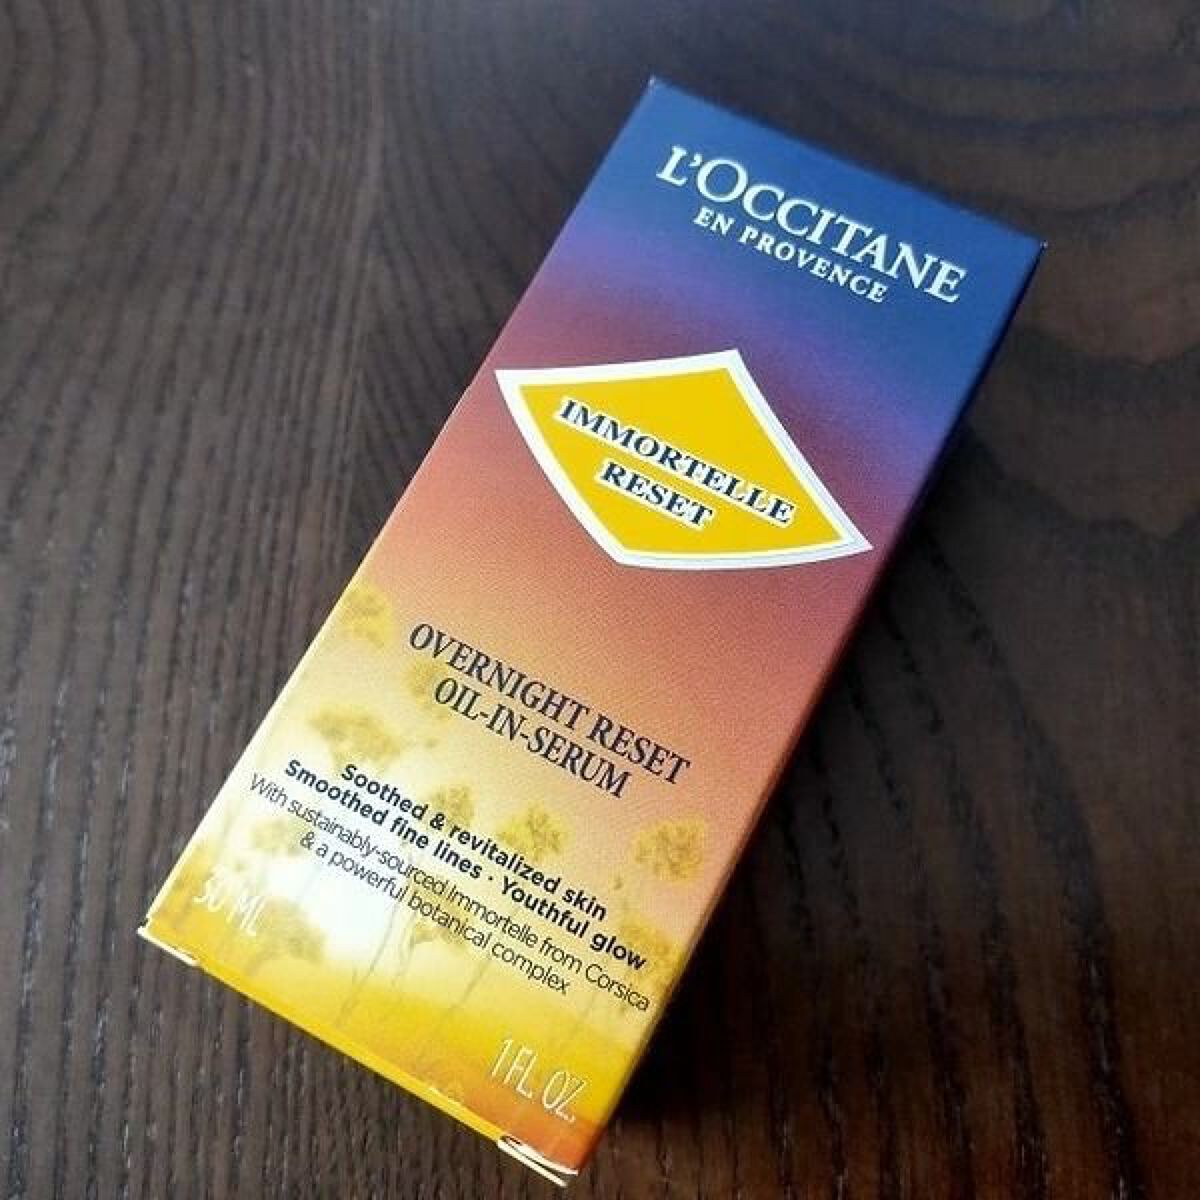 L'OCCITANE
EN PROVENCE
IMMORTELLE
RESET
OVERNIGHT RESET
OIL-IN-SERUM
Soothed & revitalized skin
Smoothed fine lines · Youthful glow
With sustainably-sourced Immortelle from Corsica
& a powerful botanical complex
30 ML
1 FL. OZ.